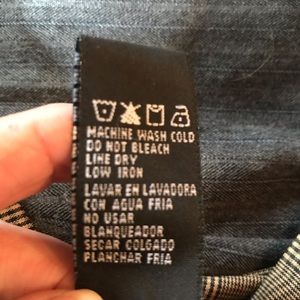 MACHINE WASH COLD
DO NOT BLEACH
LINE DRY
LOW IRON
LAVAR EN LAVADORA
CON AGUA FRIA
NO USAR
BLANQUEADOR
SECAR COLGADO
PLANCHAR FRIA